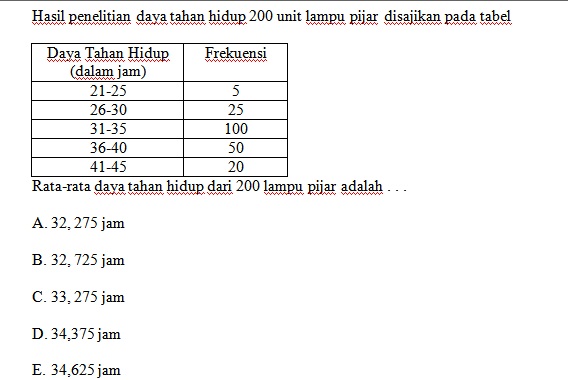 Hasil penelitian daya tahan hidup 200 unit lampu pijar disajikan pada tabel
Daya Tahan Hidup (dalam jam) Frekuensi
21-25 5
26-30 25
31-35 100
36-40 50
41-45 20
Rata-rata daya tahan hidup dari 200 lampu pijar adalah . . .
A. 32, 275 jam
B. 32, 725 jam
C. 33, 275 jam
D. 34,375 jam
E. 34,625 jam